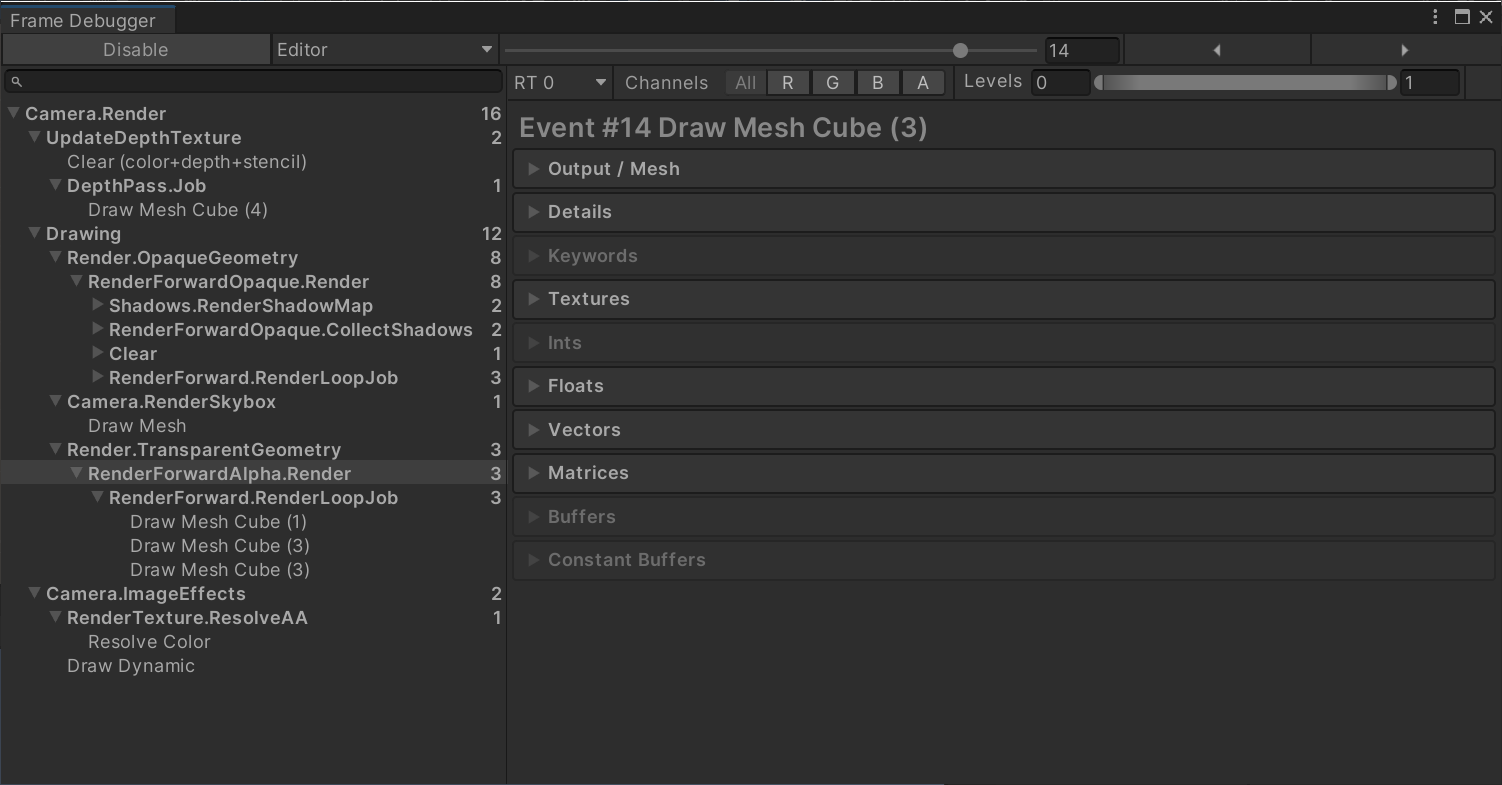 Frame Debugger
Disable Editor 14
RT 0 Channels All R G B A Levels 0 1
Camera.Render 16
UpdateDepthTexture 2
Clear (color+depth+stencil)
DepthPass.Job 1
Draw Mesh Cube (4)
Drawing 12
Render.OpaqueGeometry 8
RenderForwardOpaque.Render 8
Shadows.RenderShadowMap 2
RenderForwardOpaque.CollectShadows 2
Clear 1
RenderForward.RenderLoopJob 3
Camera.RenderSkybox 1
Draw Mesh
Render.TransparentGeometry 3
RenderForwardAlpha.Render 3
RenderForward.RenderLoopJob 3
Draw Mesh Cube (1)
Draw Mesh Cube (3)
Draw Mesh Cube (3)
Camera.ImageEffects 2
RenderTexture.ResolveAA 1
Resolve Color
Draw Dynamic
Event #14 Draw Mesh Cube (3)
Output / Mesh
Details
Keywords
Textures
Ints
Floats
Vectors
Matrices
Buffers
Constant Buffers